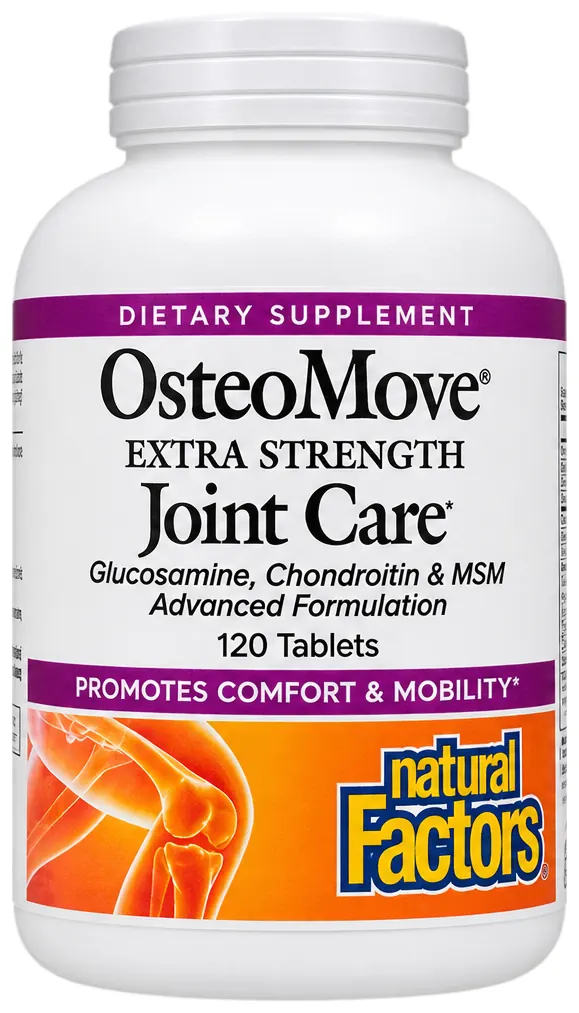 DIETARY SUPPLEMENT
OsteoMove®
EXTRA STRENGTH
Joint Care*
Glucosamine, Chondroitin & MSM
Advanced Formulation
120 Tablets
PROMOTES COMFORT & MOBILITY*
natural
Factors®